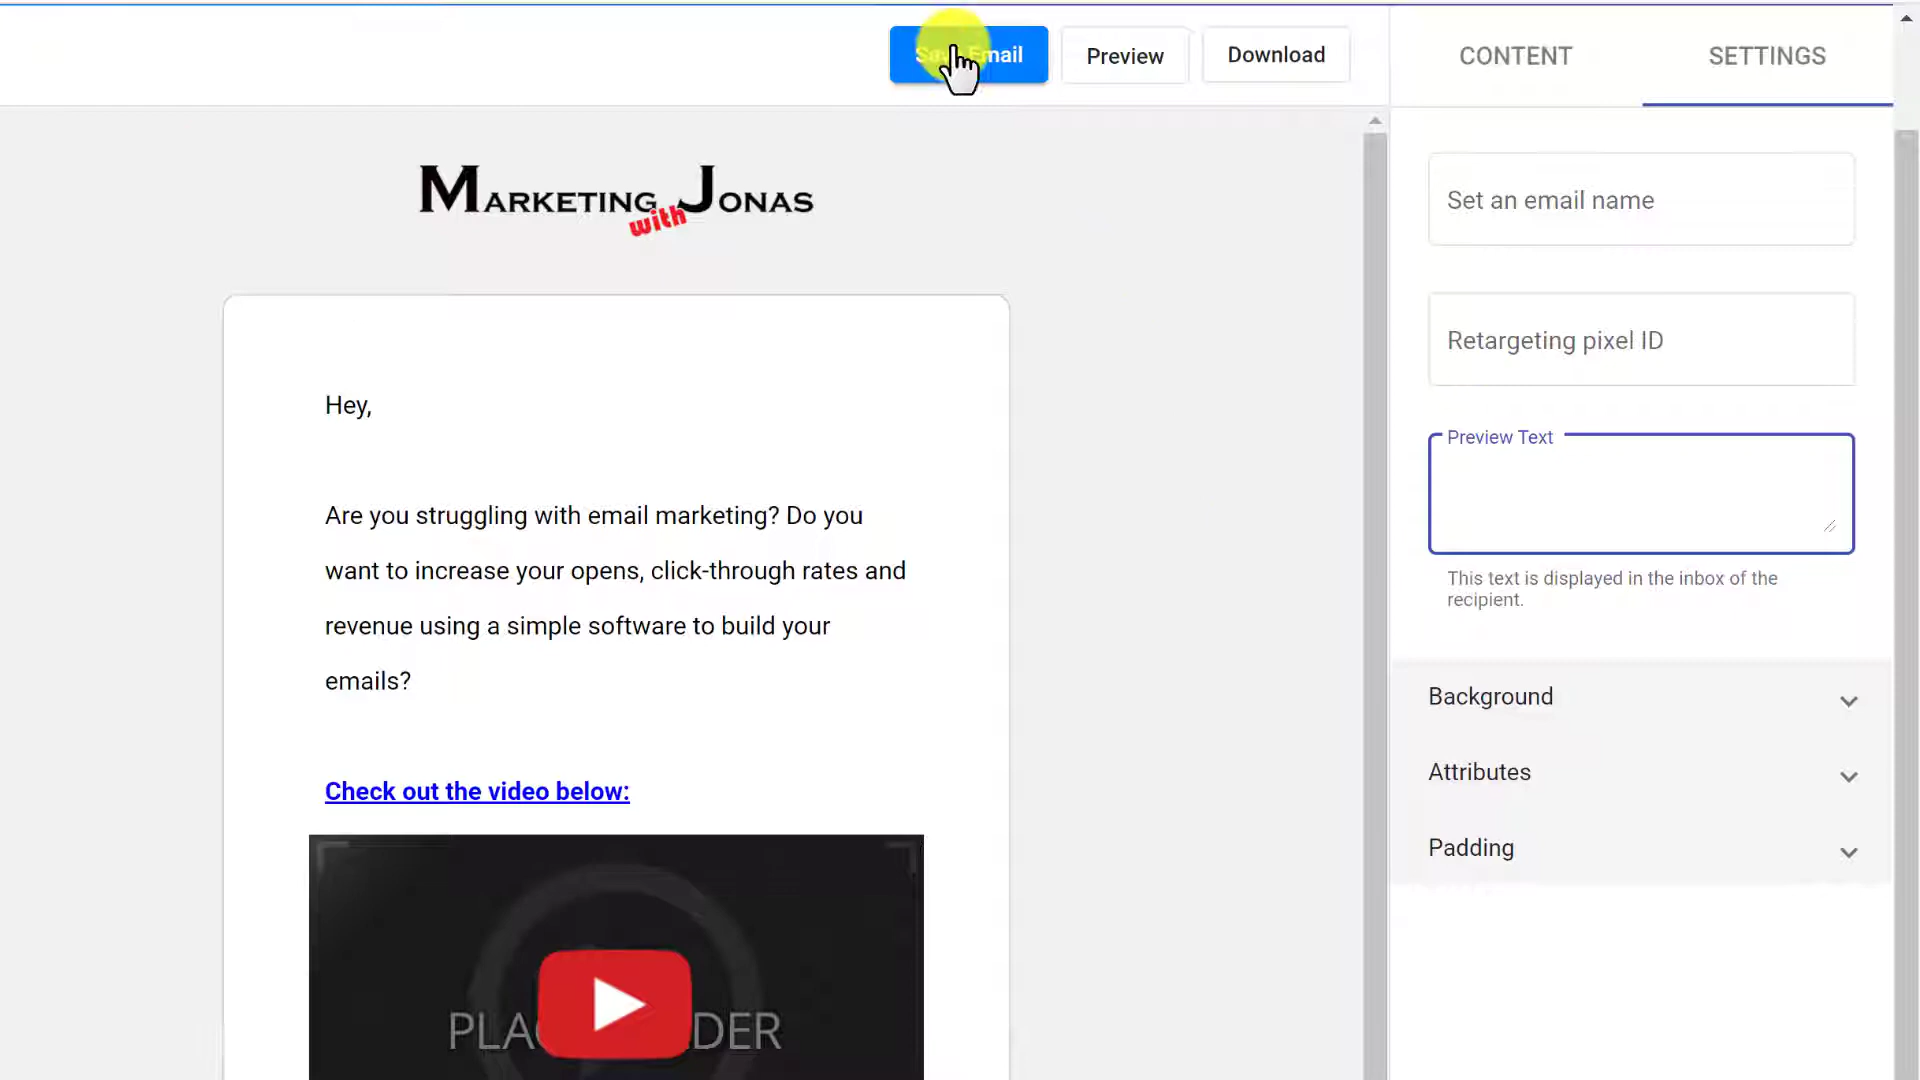 Save Email
Preview
Download
CONTENT
SETTINGS
MARKETING with JONAS
Set an email name
Retargeting pixel ID
Hey,
Preview Text
Are you struggling with email marketing? Do you
want to increase your opens, click-through rates and
revenue using a simple software to build your
emails?
This text is displayed in the inbox of the
recipient.
Background
Attributes
Padding
Check out the video below: